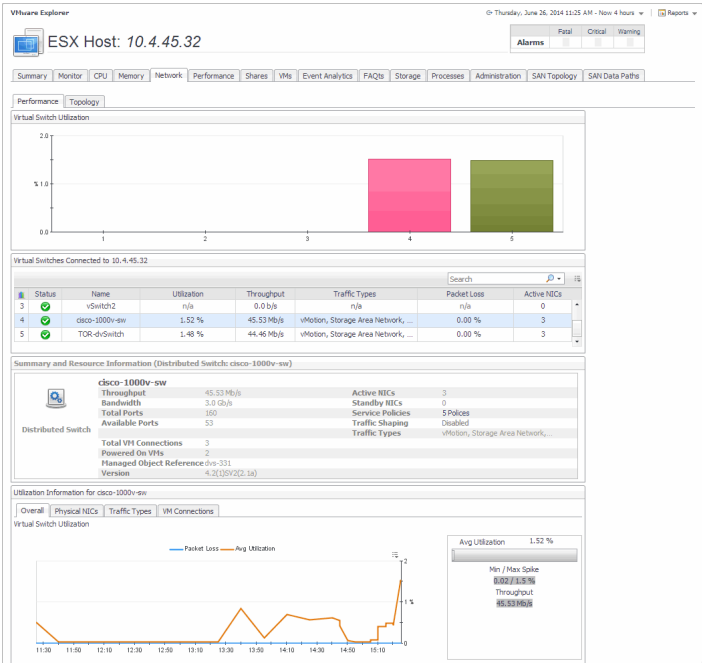 VMware Explorer
Thursday, June 26, 2014 11:25 AM - Now 4 hours
Reports
ESX Host: 10.4.45.32
Fatal Critical Warning
Alarms
Summary Monitor CPU Memory Network Performance Shares VMs Event Analytics FAQts Storage Processes Administration SAN Topology SAN Data Paths
Performance Topology
Virtual Switch Utilization
2.0
% 1.0
0.0
1 2 3 4 5
Virtual Switches Connected to 10.4.45.32
Search
Status Name Utilization Throughput Traffic Types Packet Loss Active NICs
3 vSwitch2 n/a 0.0 b/s n/a n/a 0
4 cisco-1000v-sw 1.52 % 45.53 Mb/s vMotion, Storage Area Network, ... 0.00 % 3
5 TOR-dvSwitch 1.48 % 44.46 Mb/s vMotion, Storage Area Network, ... 0.00 % 3
Summary and Resource Information (Distributed Switch: cisco-1000v-sw)
Distributed Switch
cisco-1000v-sw
Throughput 45.53 Mb/s Active NICs 3
Bandwidth 3.0 Gb/s Standby NICs 0
Total Ports 160 Service Policies 5 Polices
Available Ports 53 Traffic Shaping Disabled
Traffic Types vMotion, Storage Area Network,...
Total VM Connections 3
Powered On VMs 2
Managed Object Reference dvs-331
Version 4.2(1)SV2(2.1a)
Utilization Information for cisco-1000v-sw
Overall Physical NICs Traffic Types VM Connections
Virtual Switch Utilization
Packet Loss Avg Utilization
2
1 %
0
11:30 11:50 12:10 12:30 12:50 13:10 13:30 13:50 14:10 14:30 14:50 15:10
Avg Utilization 1.52 %
Min / Max Spike
0.02 / 1.5 %
Throughput
45.53 Mb/s